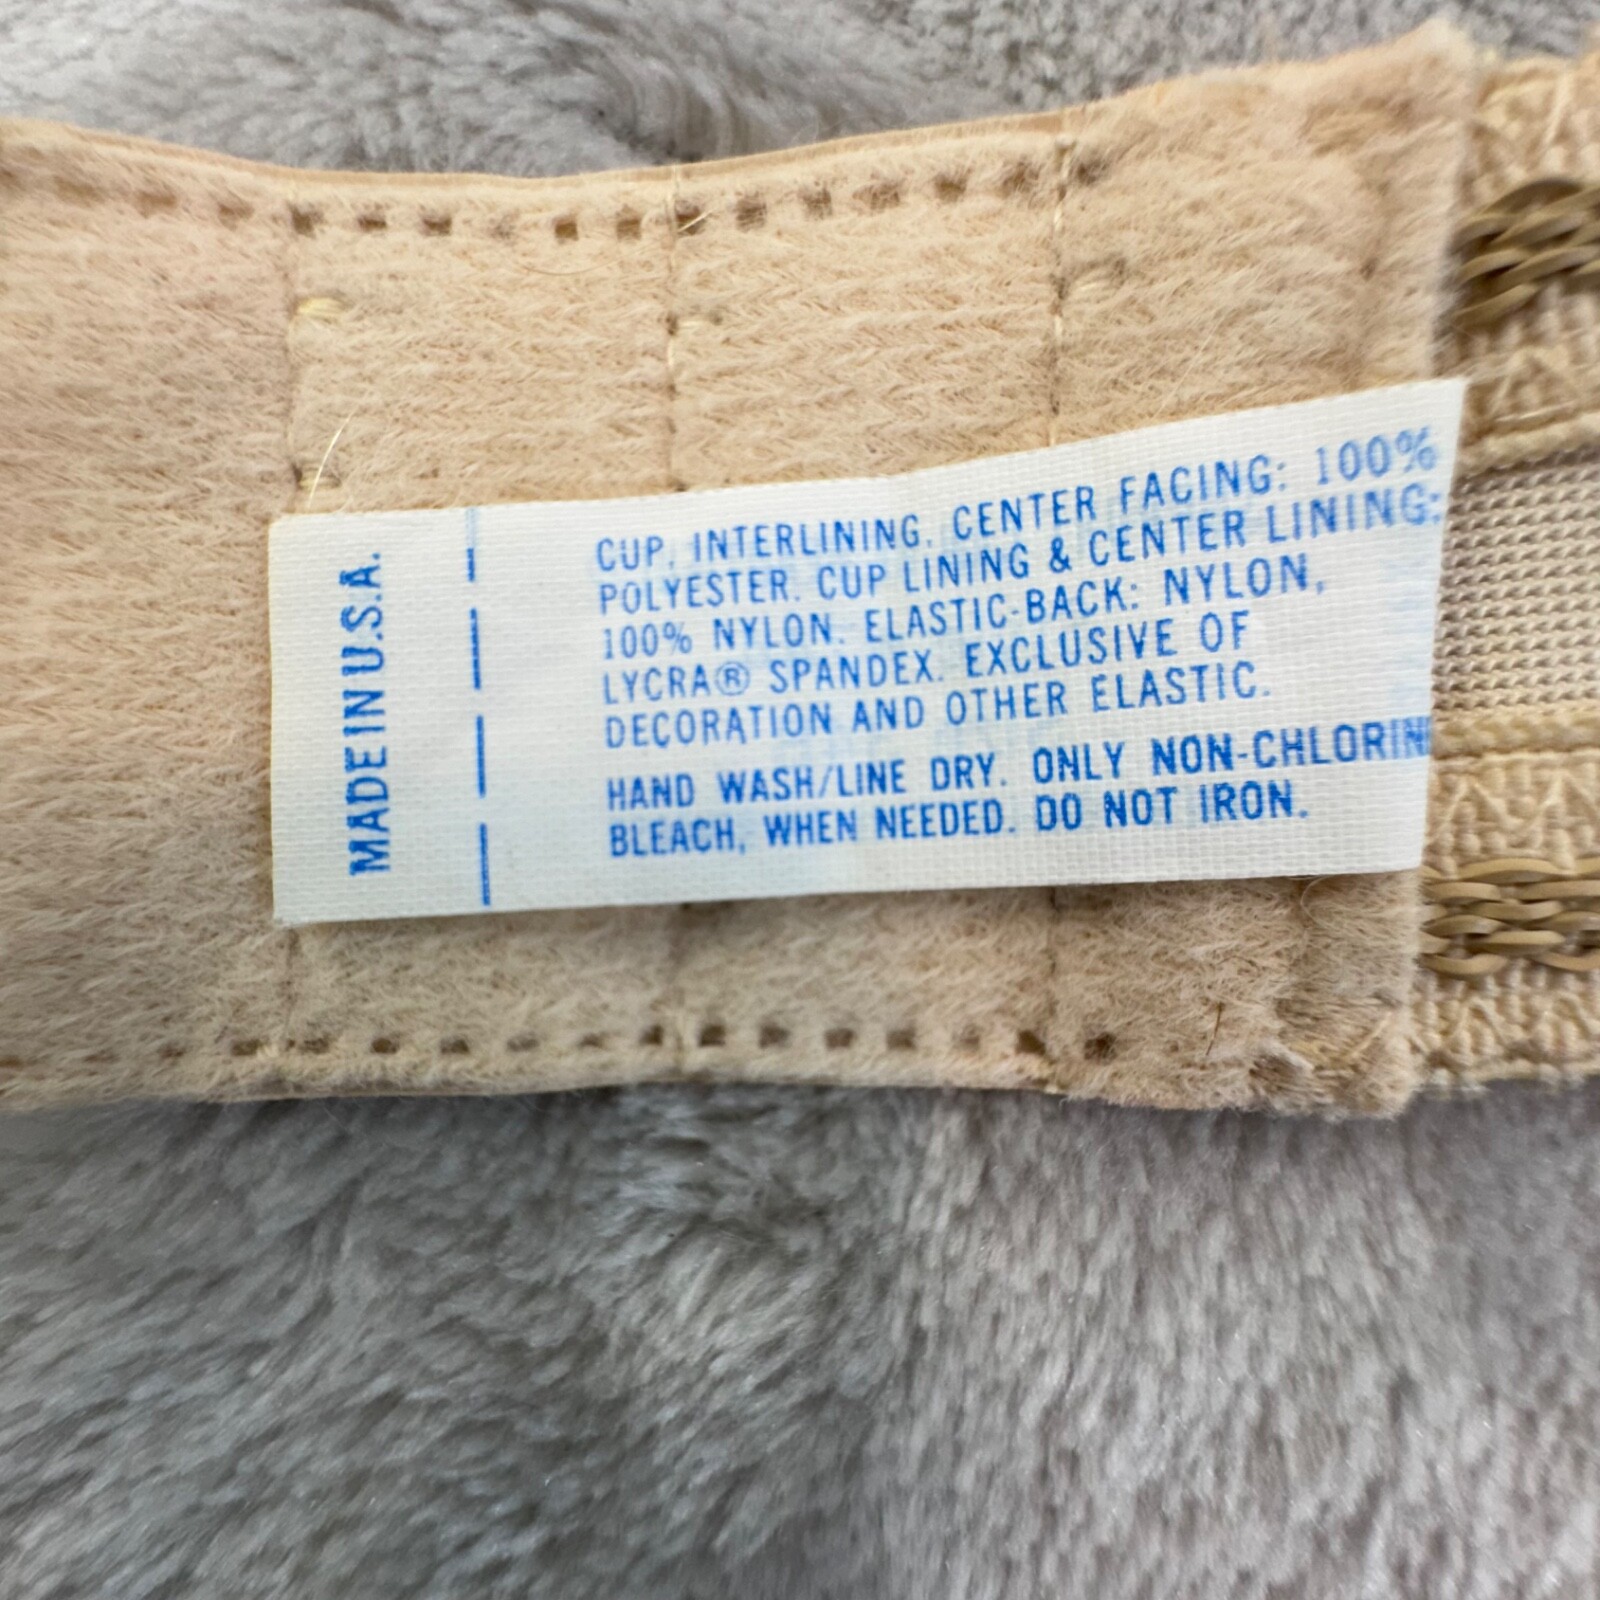 MADE IN U.S.A.
CUP, INTERLINING, CENTER FACING: 100%
POLYESTER. CUP LINING & CENTER LINING:
100% NYLON. ELASTIC-BACK: NYLON,
LYCRA® SPANDEX. EXCLUSIVE OF
DECORATION AND OTHER ELASTIC.
HAND WASH/LINE DRY. ONLY NON-CHLORIN
BLEACH, WHEN NEEDED. DO NOT IRON.